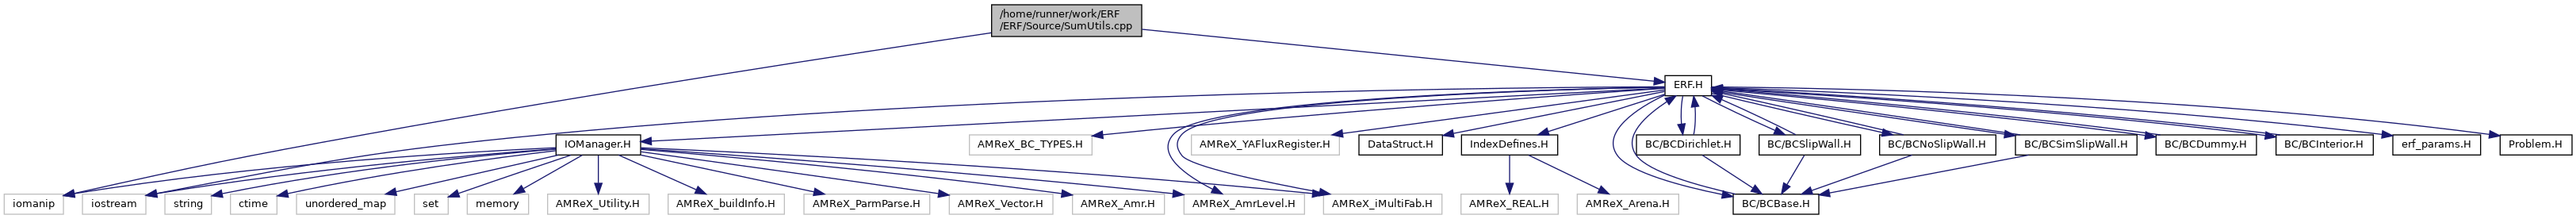 /home/runner/work/ERF
/ERF/Source/SumUtils.cpp
ERF.H
IOManager.H
AMReX_BC_TYPES.H
AMReX_YAFluxRegister.H
DataStruct.H
IndexDefines.H
BC/BCDirichlet.H
BC/BCSlipWall.H
BC/BCNoSlipWall.H
BC/BCSimSlipWall.H
BC/BCDummy.H
BC/BCInterior.H
erf_params.H
Problem.H
iomanip
iostream
string
ctime
unordered_map
set
memory
AMReX_Utility.H
AMReX_buildInfo.H
AMReX_ParmParse.H
AMReX_Vector.H
AMReX_Amr.H
AMReX_AmrLevel.H
AMReX_iMultiFab.H
AMReX_REAL.H
AMReX_Arena.H
BC/BCBase.H